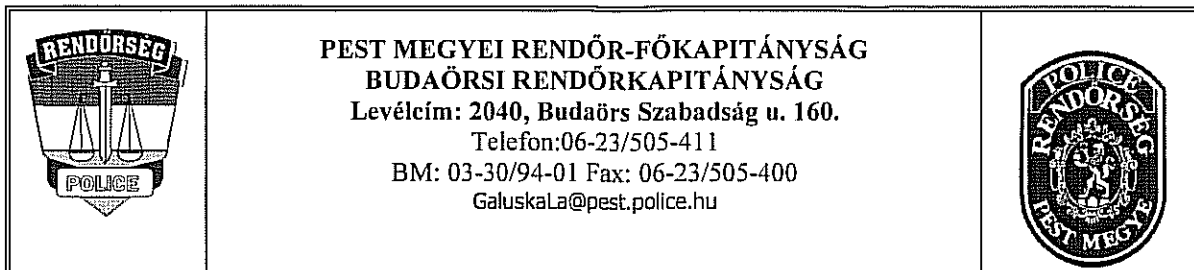 RENDŐRSÉG
POLICE
PEST MEGYEI RENDŐR-FŐKAPITÁNYSÁG
BUDAÖRSI RENDŐRKAPITÁNYSÁG
Levélcím: 2040, Budaörs Szabadság u. 160.
Telefon:06-23/505-411
BM: 03-30/94-01 Fax: 06-23/505-400
GaluskaLa@pest.police.hu
POLICE
RENDŐRSÉG
PEST MEGYE